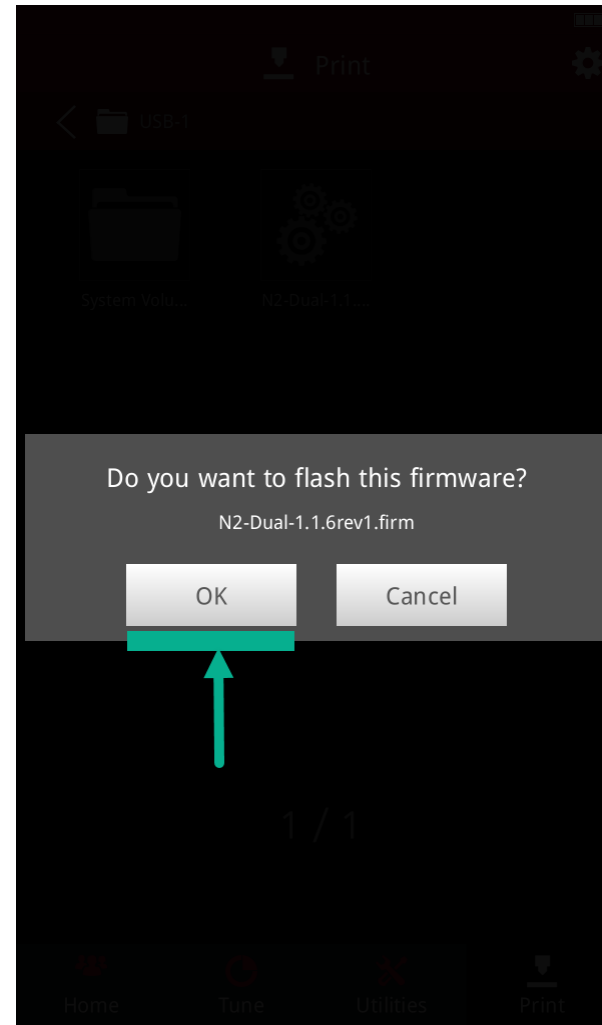 Print
USB-1
System Volu...
N2-Dual-1.1....
Do you want to flash this firmware?
N2-Dual-1.1.6rev1.firm
OK
Cancel
1 / 1
Home
Tune
Utilities
Print